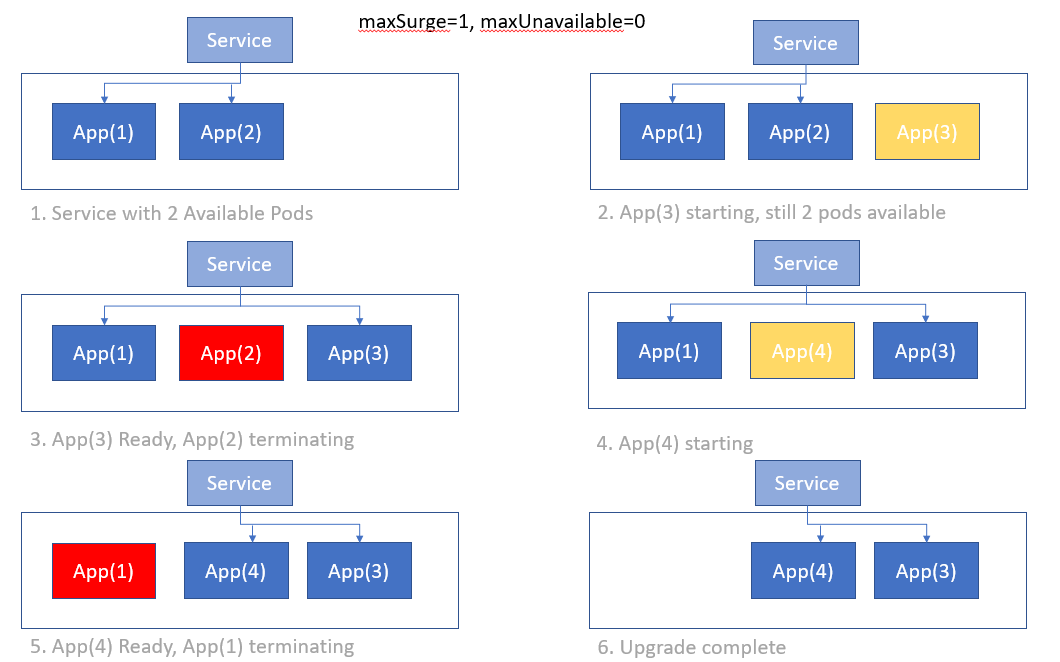 maxSurge=1, maxUnavailable=0
Service
App(1) App(2)
1. Service with 2 Available Pods
Service
App(1) App(2) App(3)
2. App(3) starting, still 2 pods available
Service
App(1) App(2) App(3)
3. App(3) Ready, App(2) terminating
Service
App(1) App(4) App(3)
4. App(4) starting
Service
App(1) App(4) App(3)
5. App(4) Ready, App(1) terminating
Service
App(4) App(3)
6. Upgrade complete